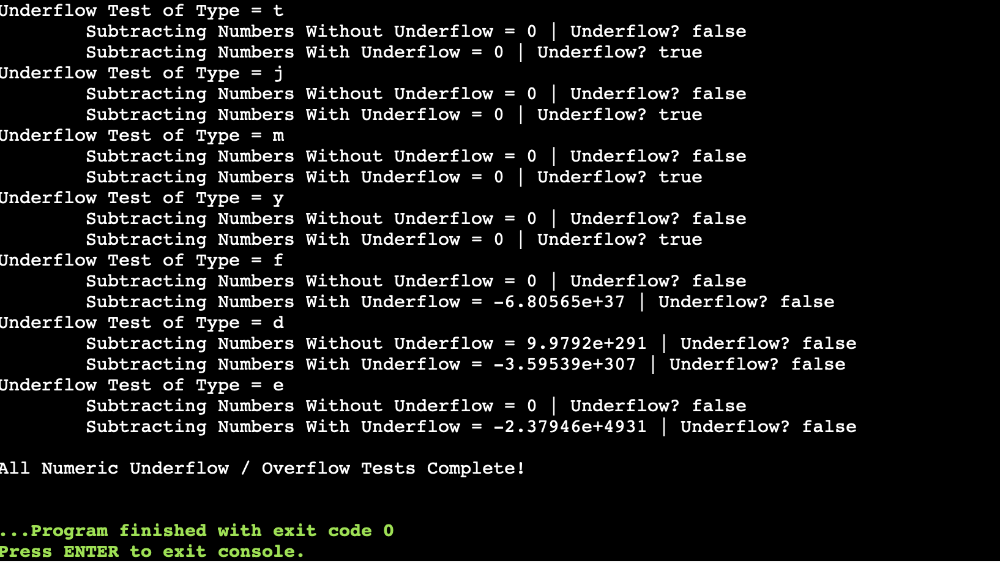 Underflow Test of Type = t
Subtracting Numbers Without Underflow = 0 | Underflow? false
Subtracting Numbers With Underflow = 0 | Underflow? true
Underflow Test of Type = j
Subtracting Numbers Without Underflow = 0 | Underflow? false
Subtracting Numbers With Underflow = 0 | Underflow? true
Underflow Test of Type = m
Subtracting Numbers Without Underflow = 0 | Underflow? false
Subtracting Numbers With Underflow = 0 | Underflow? true
Underflow Test of Type = y
Subtracting Numbers Without Underflow = 0 | Underflow? false
Subtracting Numbers With Underflow = 0 | Underflow? true
Underflow Test of Type = f
Subtracting Numbers Without Underflow = 0 | Underflow? false
Subtracting Numbers With Underflow = -6.80565e+37 | Underflow? false
Underflow Test of Type = d
Subtracting Numbers Without Underflow = 9.9792e+291 | Underflow? false
Subtracting Numbers With Underflow = -3.59539e+307 | Underflow? false
Underflow Test of Type = e
Subtracting Numbers Without Underflow = 0 | Underflow? false
Subtracting Numbers With Underflow = -2.37946e+4931 | Underflow? false
All Numeric Underflow / Overflow Tests Complete!
...Program finished with exit code 0
Press ENTER to exit console.